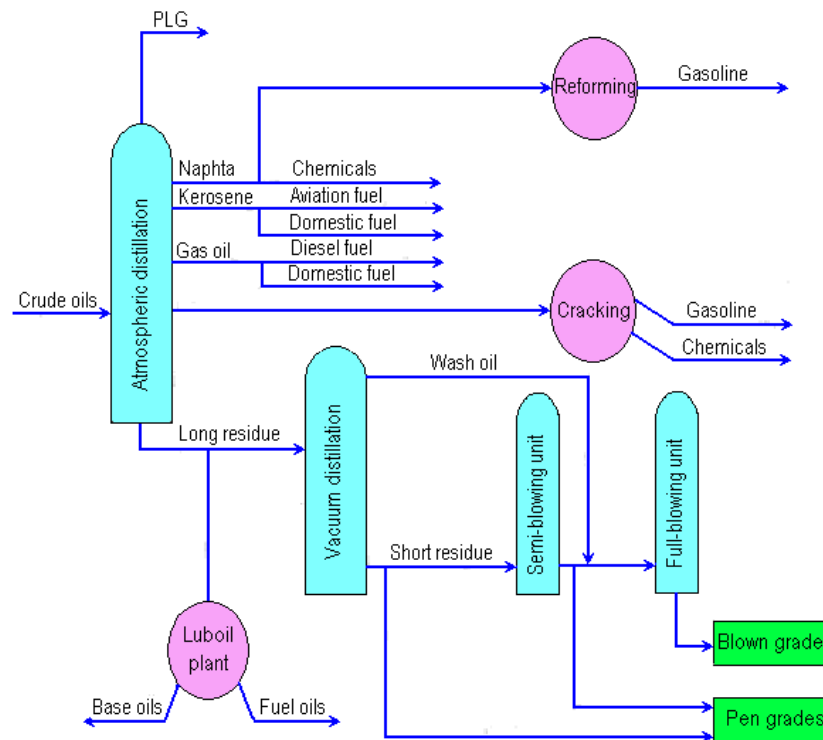 PLG
Gasoline
Reforming
Naphta
Chemicals
Kerosene
Aviation fuel
Domestic fuel
Gas oil
Diesel fuel
Domestic fuel
Atmospheric distillation
Crude oils
Cracking
Gasoline
Chemicals
Wash oil
Long residue
Vacuum distillation
Semi-blowing unit
Full-blowing unit
Short residue
Luboil
plant
Blown grade
Base oils
Fuel oils
Pen grades